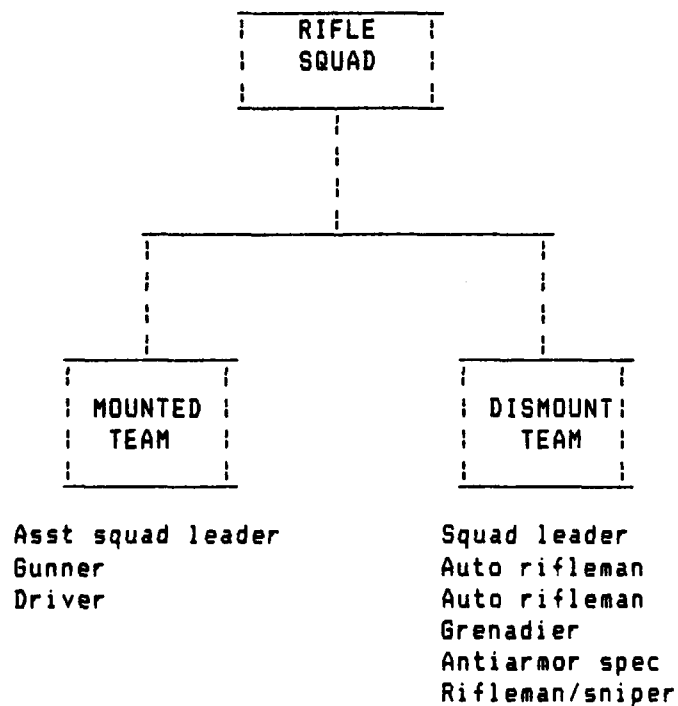 RIFLE
SQUAD
MOUNTED
TEAM
DISMOUNT
TEAM
Asst squad leader
Gunner
Driver
Squad leader
Auto rifleman
Auto rifleman
Grenadier
Antiarmor spec
Rifleman/sniper